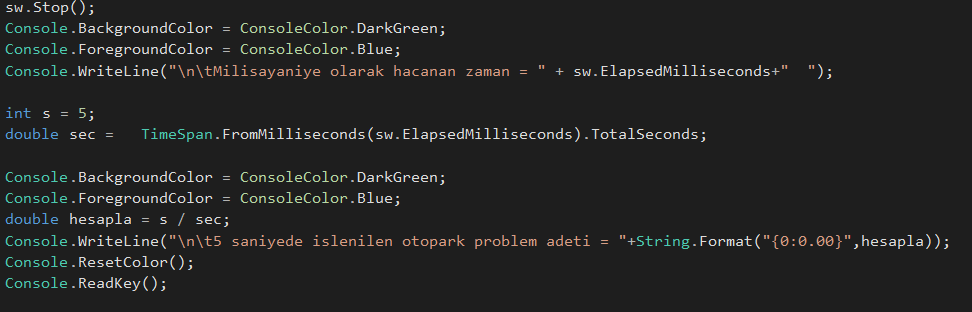 sw.Stop();
Console.BackgroundColor = ConsoleColor.DarkGreen;
Console.ForegroundColor = ConsoleColor.Blue;
Console.WriteLine("\n\tMilisayaniye olarak hacanan zaman = " + sw.ElapsedMilliseconds+"  ");
int s = 5;
double sec =   TimeSpan.FromMilliseconds(sw.ElapsedMilliseconds).TotalSeconds;
Console.BackgroundColor = ConsoleColor.DarkGreen;
Console.ForegroundColor = ConsoleColor.Blue;
double hesapla = s / sec;
Console.WriteLine("\n\t5 saniyede islenilen otopark problem adeti = "+String.Format("{0:0.00}",hesapla));
Console.ResetColor();
Console.ReadKey();